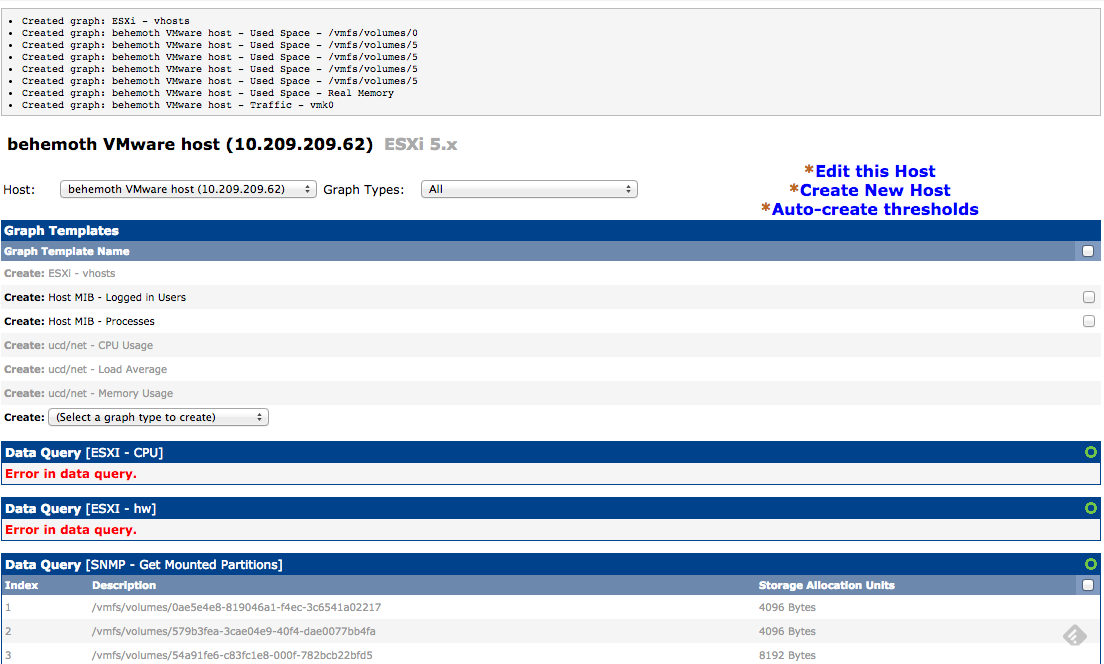 Created graph: ESXi - vhosts
Created graph: behemoth VMware host - Used Space - /vmfs/volumes/0
Created graph: behemoth VMware host - Used Space - /vmfs/volumes/5
Created graph: behemoth VMware host - Used Space - /vmfs/volumes/5
Created graph: behemoth VMware host - Used Space - /vmfs/volumes/5
Created graph: behemoth VMware host - Used Space - /vmfs/volumes/5
Created graph: behemoth VMware host - Used Space - Real Memory
Created graph: behemoth VMware host - Traffic - vmk0
behemoth VMware host (10.209.209.62) ESXi 5.x
Host: behemoth VMware host (10.209.209.62) Graph Types: All
*Edit this Host
*Create New Host
*Auto-create thresholds
Graph Templates
Graph Template Name
Create: ESXi - vhosts
Create: Host MIB - Logged in Users
Create: Host MIB - Processes
Create: ucd/net - CPU Usage
Create: ucd/net - Load Average
Create: ucd/net - Memory Usage
Create: (Select a graph type to create)
Data Query [ESXI - CPU]
Error in data query.
Data Query [ESXI - hw]
Error in data query.
Data Query [SNMP - Get Mounted Partitions]
Index Description Storage Allocation Units
1 /vmfs/volumes/0ae5e4e8-819046a1-f4ec-3c6541a02217 4096 Bytes
2 /vmfs/volumes/579b3fea-3cae04e9-40f4-dae0077bb4fa 4096 Bytes
3 /vmfs/volumes/54a91fe6-c83fc1e8-000f-782bcb22bfd5 8192 Bytes